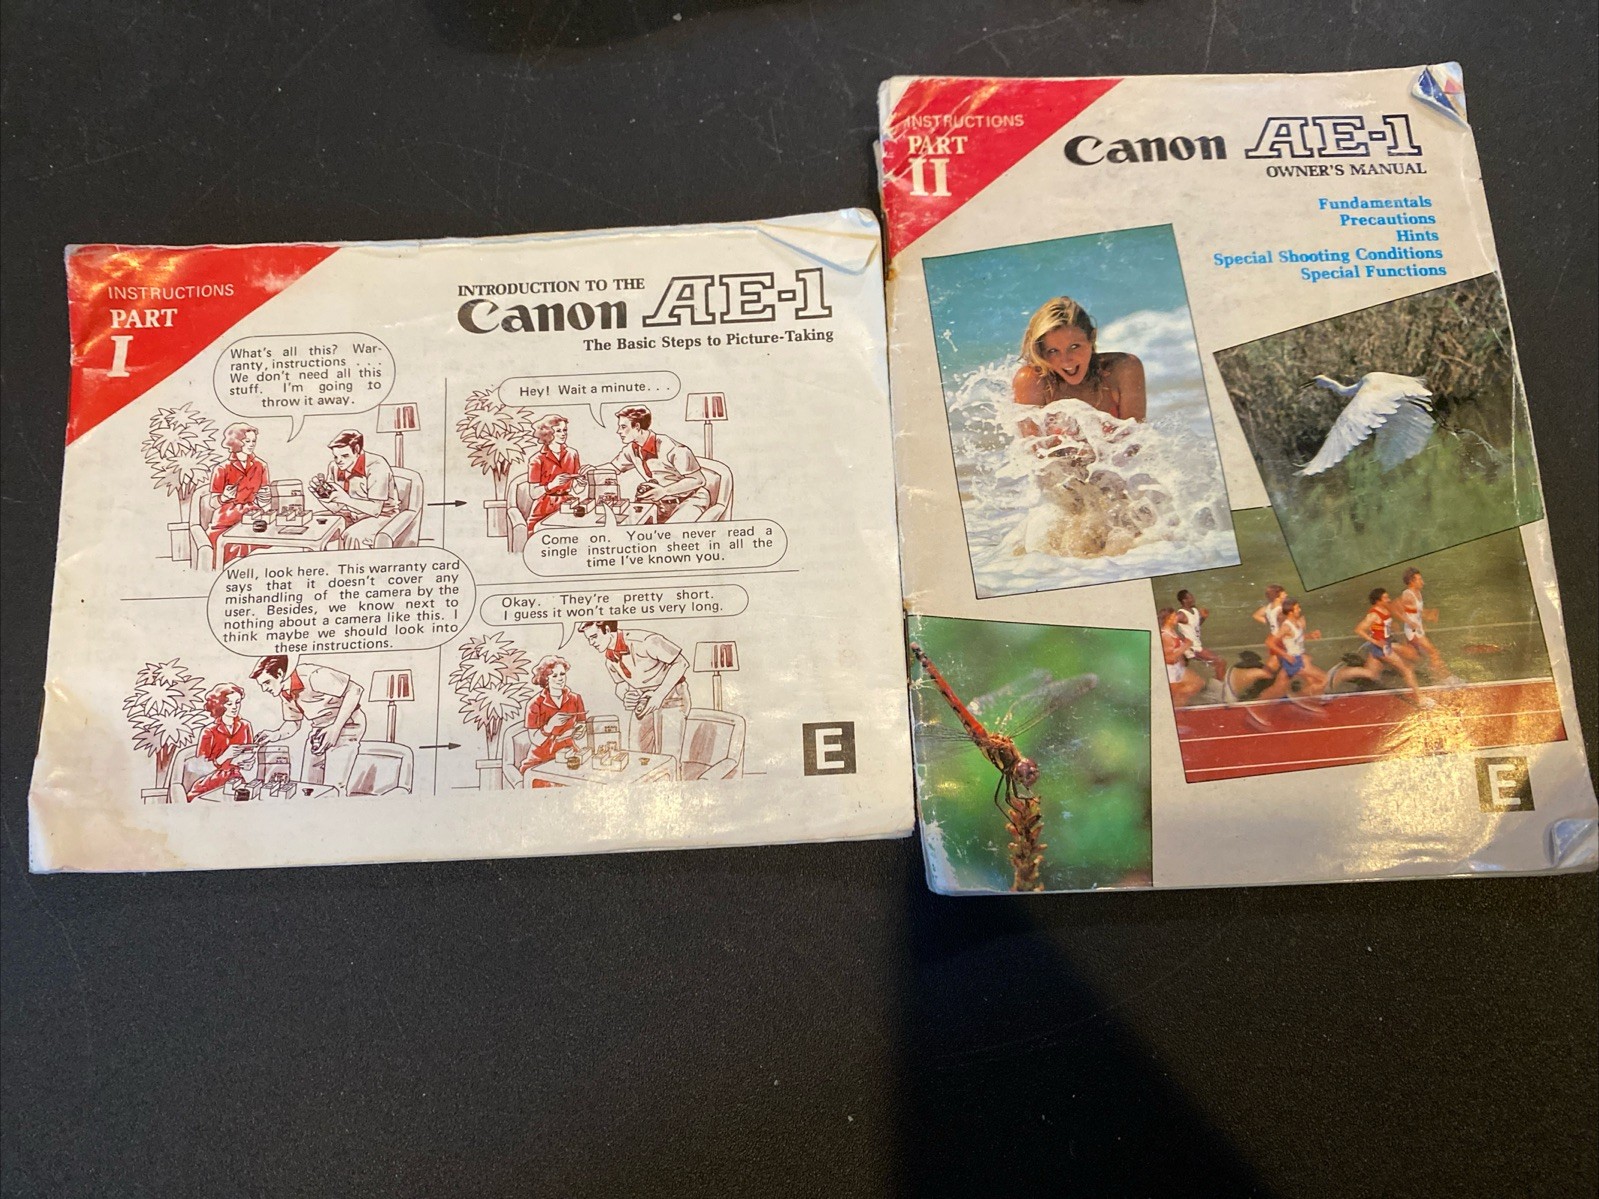 INSTRUCTIONS
PART
I
INTRODUCTION TO THE
Canon AE-1
The Basic Steps to Picture-Taking
What's all this? War-
ranty, instructions . . .
We don't need all this
stuff. I'm going to
throw it away.
Hey! Wait a minute. . .
Come on. You've never read a
single instruction sheet in all the
time I've known you.
Well, look here. This warranty card
says that it doesn't cover any
mishandling of the camera by the
user. Besides, we know next to
nothing about a camera like this. I
think maybe we should look into
these instructions.
Okay. They're pretty short.
I guess it won't take us very long.
E
INSTRUCTIONS
PART
II
Canon AE-1
OWNER'S MANUAL
Fundamentals
Precautions
Hints
Special Shooting Conditions
Special Functions
E